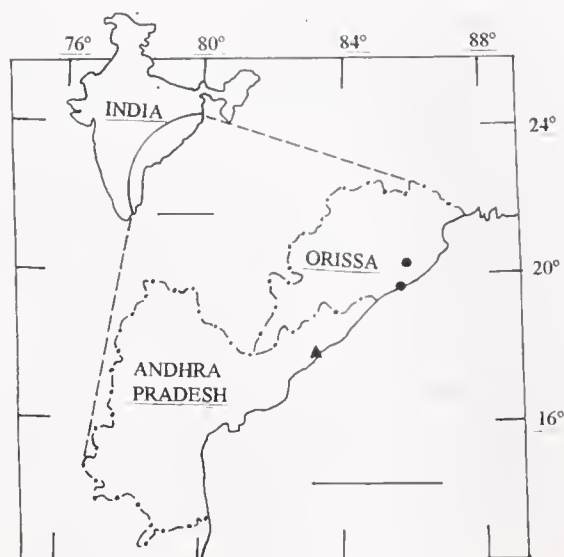 76° 80° 84° 88°
INDIA
24°
ORISSA
20°
ANDHRA
PRADESH
16°